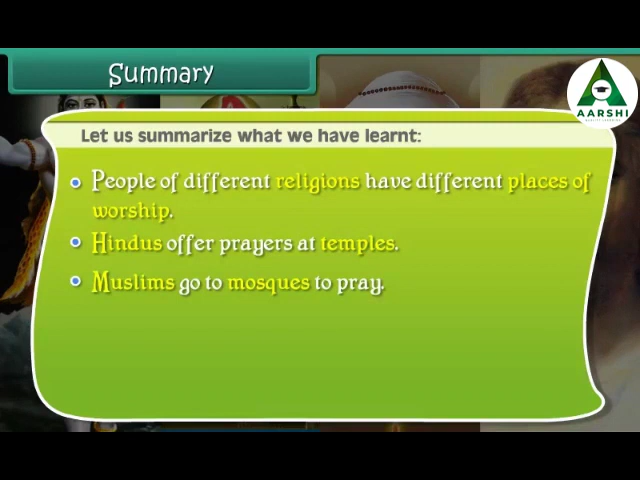 Summary
AARSHI
Let us summarize what we have learnt:
People of different religions have different places of
worship.
Hindus offer prayers at temples.
Muslims go to mosques to pray.